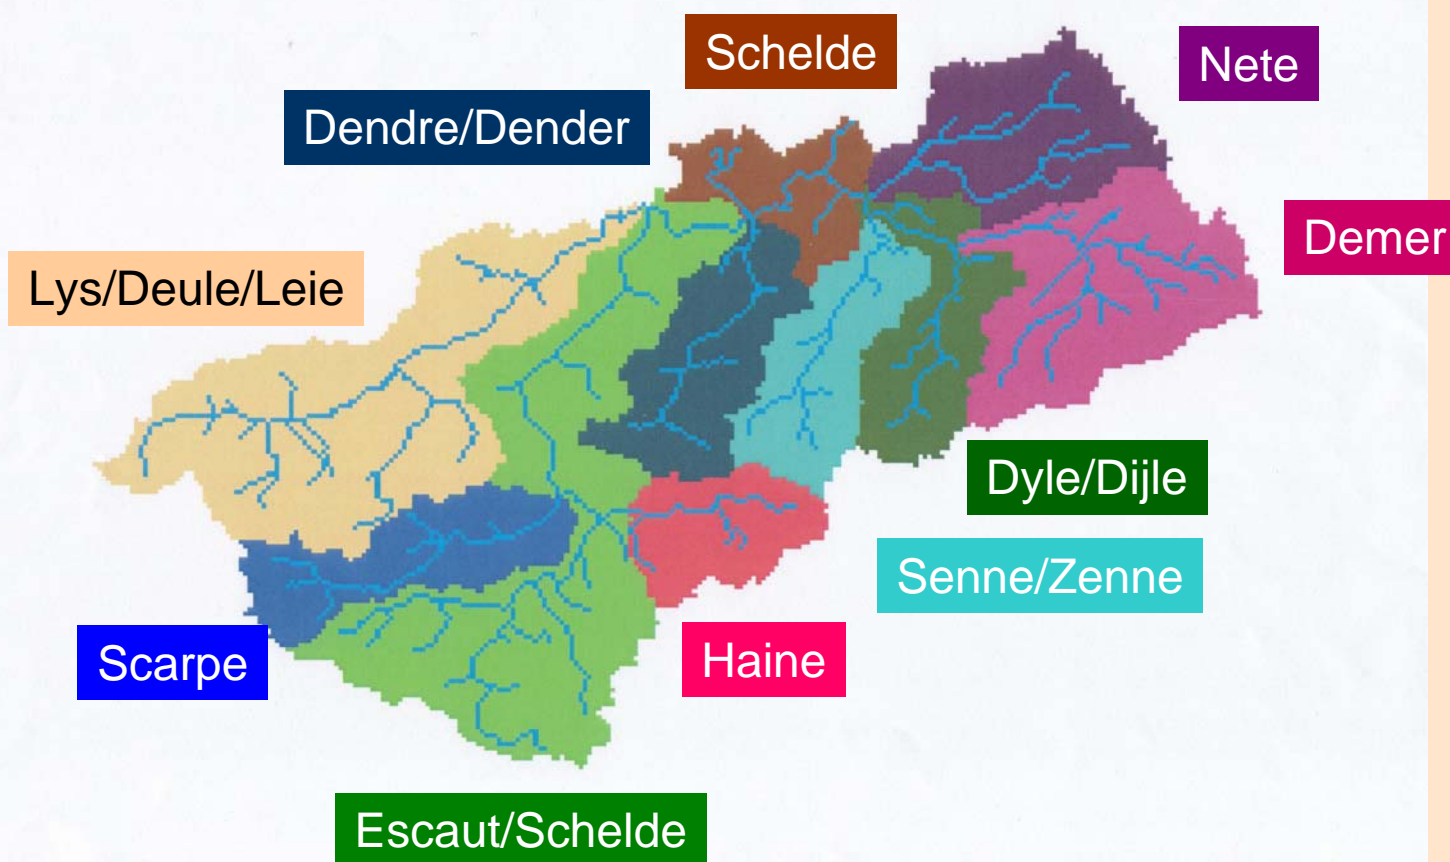 Schelde
Nete
Dendre/Dender
Demer
Lys/Deule/Leie
Dyle/Dijle
Senne/Zenne
Scarpe
Haine
Escaut/Schelde